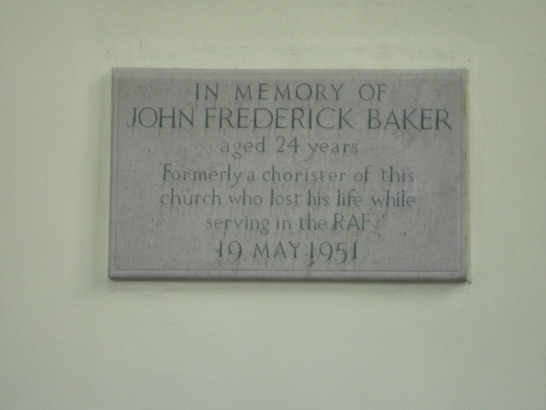 IN MEMORY OF
JOHN FREDERICK BAKER
aged 24 years
Formerly a chorister of this
church who lost his life while
serving in the RAF
19 MAY 1951